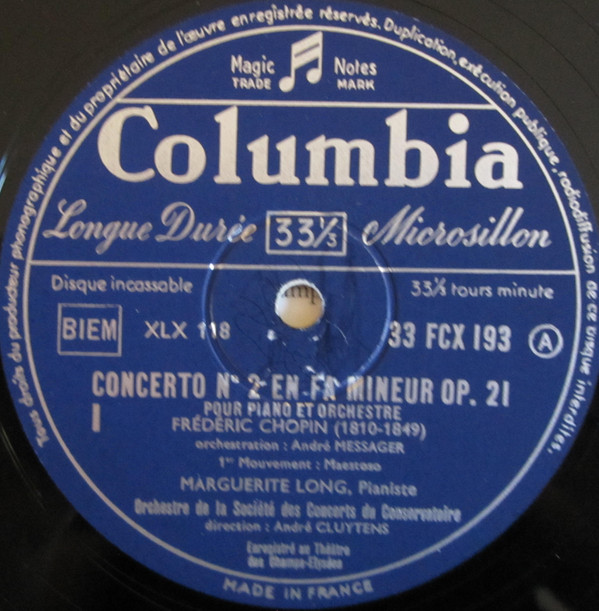 Tous droits du producteur phonographique et du propriétaire de l'œuvre enregistrée réservés. Duplication, exécution publique, radiodiffusion de ce disque interdites.
Magic Notes
TRADE MARK
Columbia
Longue Durée 33⅓ Microsillon
Disque incassable 33⅓ tours minute
BIEM XLX 118 33 FCX 193 A
CONCERTO N° 2 EN FA MINEUR OP. 21
I
POUR PIANO ET ORCHESTRE
FRÉDÉRIC CHOPIN (1810-1849)
orchestration : André MESSAGER
1er Mouvement : Maestoso
MARGUERITE LONG, Pianiste
Orchestre de la Société des Concerts du Conservatoire
direction : André CLUYTENS
Enregistré au Théâtre
des Champs-Elysées
MADE IN FRANCE